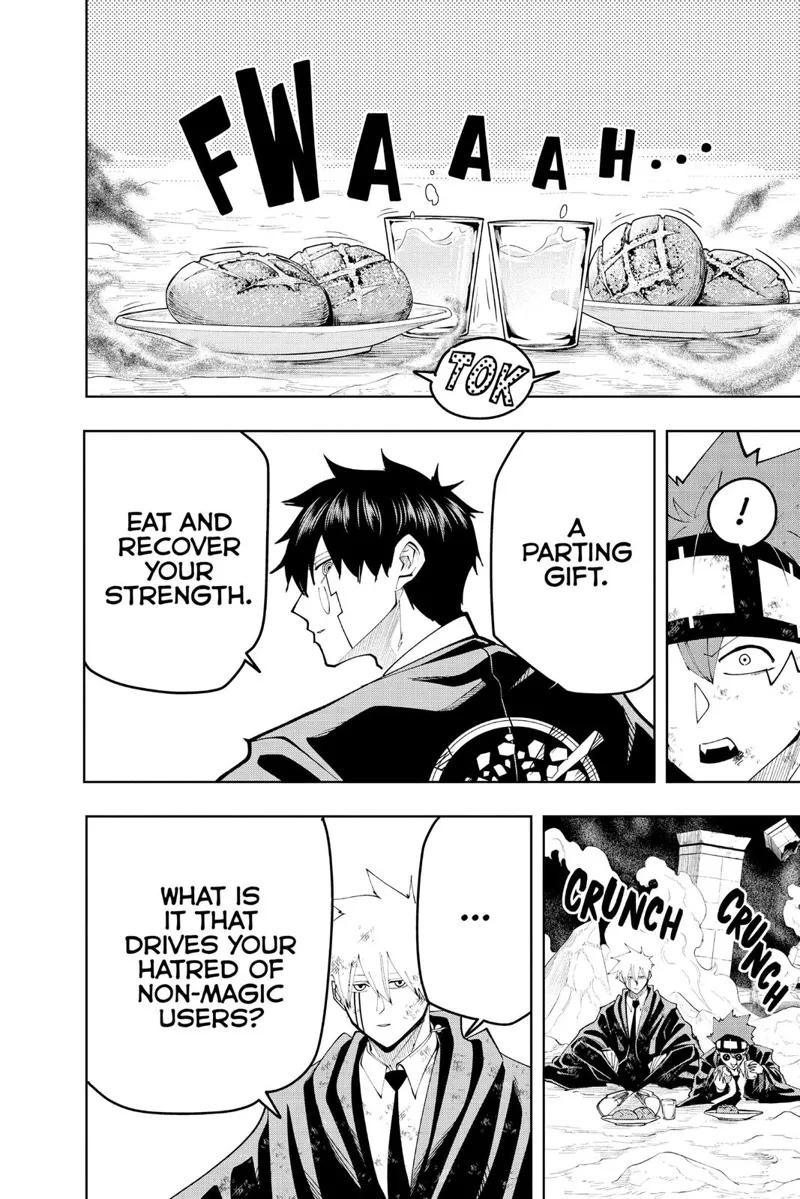 FWAAAH...
TOK
!
A
PARTING
GIFT.
EAT AND
RECOVER
YOUR
STRENGTH.
CRUNCH
CRUNCH
...
WHAT IS
IT THAT
DRIVES YOUR
HATRED OF
NON-MAGIC
USERS?